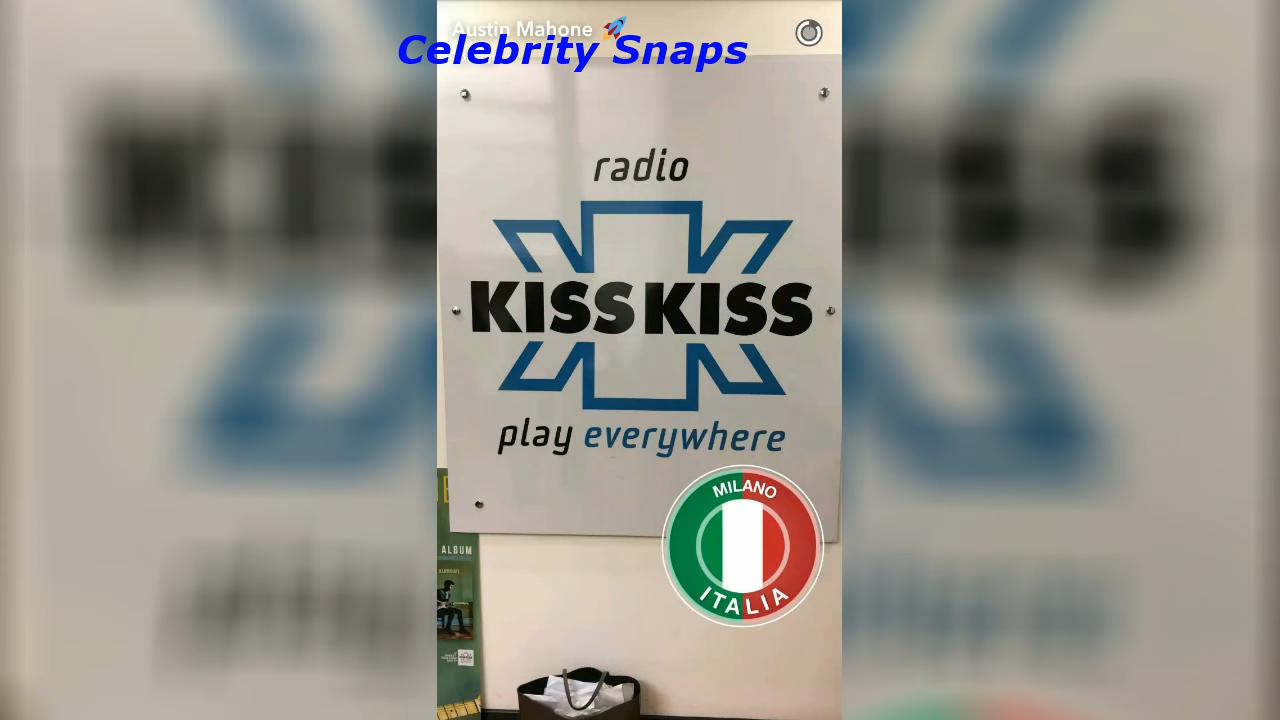 Austin Mahone 🚀
Celebrity Snaps
radio
KISS KISS
play everywhere
MILANO
ITALIA
ALBUM